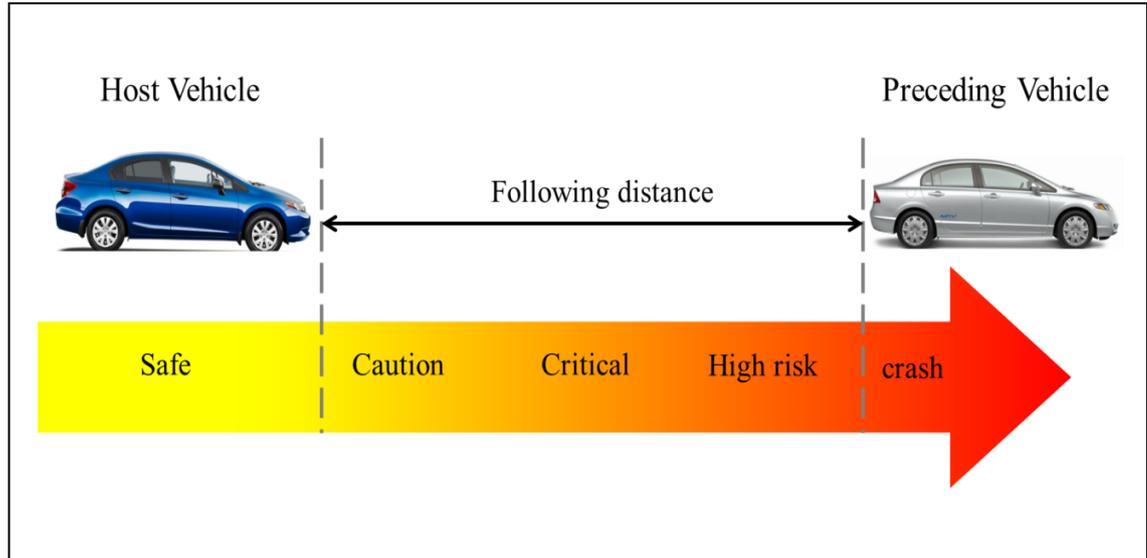 Host Vehicle
Preceding Vehicle
Following distance
Safe
Caution
Critical
High risk
crash